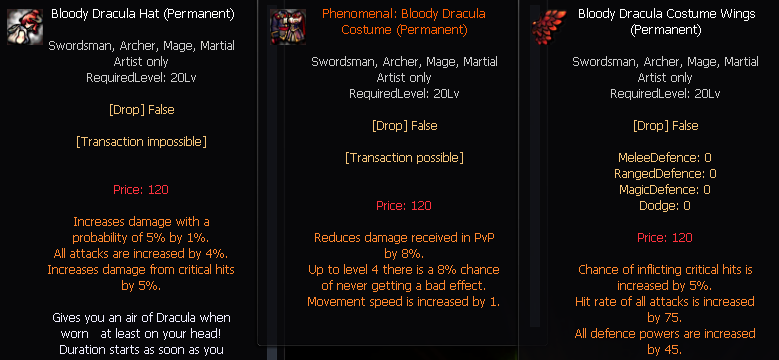 Bloody Dracula Hat (Permanent)
Swordsman, Archer, Mage, Martial
Artist only
RequiredLevel: 20Lv
[Drop] False
[Transaction impossible]
Price: 120
Increases damage with a
probability of 5% by 1%.
All attacks are increased by 4%.
Increases damage from critical hits
by 5%.
Gives you an air of Dracula when
worn   at least on your head!
Duration starts as soon as you
Phenomenal: Bloody Dracula
Costume (Permanent)
Swordsman, Archer, Mage, Martial
Artist only
RequiredLevel: 20Lv
[Drop] False
[Transaction possible]
Price: 120
Reduces damage received in PvP
by 8%.
Up to level 4 there is a 8% chance
of never getting a bad effect.
Movement speed is increased by 1.
Bloody Dracula Costume Wings
(Permanent)
Swordsman, Archer, Mage, Martial
Artist only
RequiredLevel: 20Lv
[Drop] False
MeleeDefence: 0
RangedDefence: 0
MagicDefence: 0
Dodge: 0
Price: 120
Chance of inflicting critical hits is
increased by 5%.
Hit rate of all attacks is increased
by 75.
All defence powers are increased
by 45.